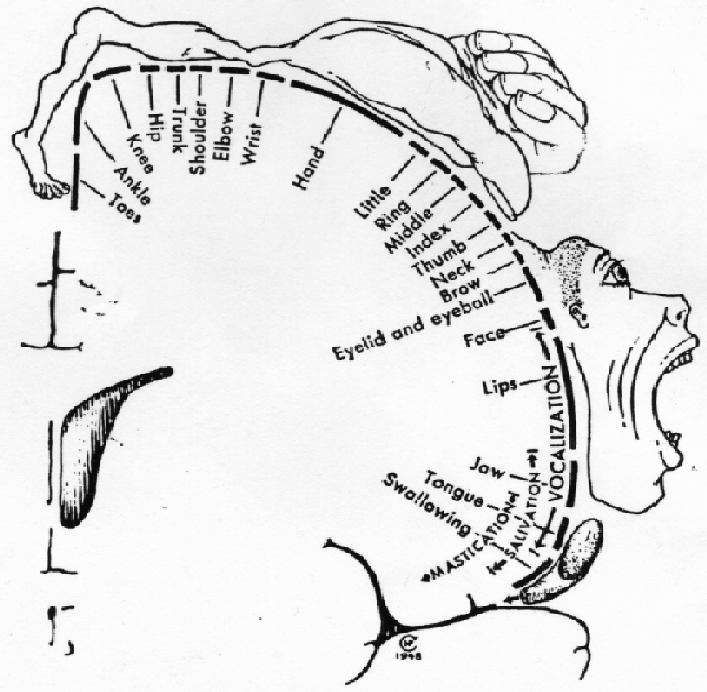 Toes
Ankle
Knee
Hip
Trunk
Shoulder
Elbow
Wrist
Hand
Little
Ring
Middle
Index
Thumb
Neck
Brow
Eyelid and eyeball
Face
Lips
VOCALIZATION
Jaw
Tongue
Swallowing
SALIVATION
MASTICATION
1948